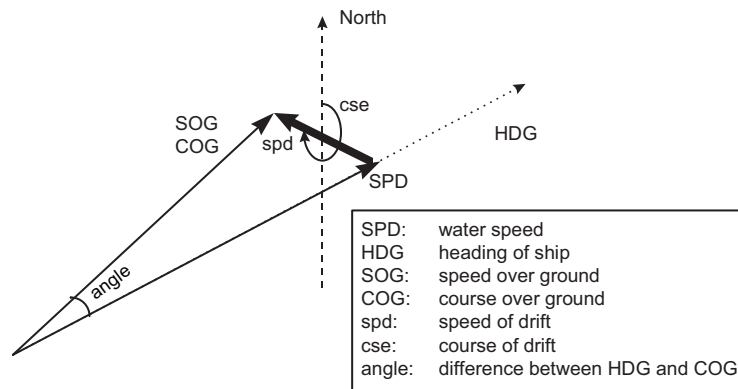 North
cse
SOG
COG
spd
HDG
SPD
angle
SPD: water speed
HDG heading of ship
SOG: speed over ground
COG: course over ground
spd: speed of drift
cse: course of drift
angle: difference between HDG and COG